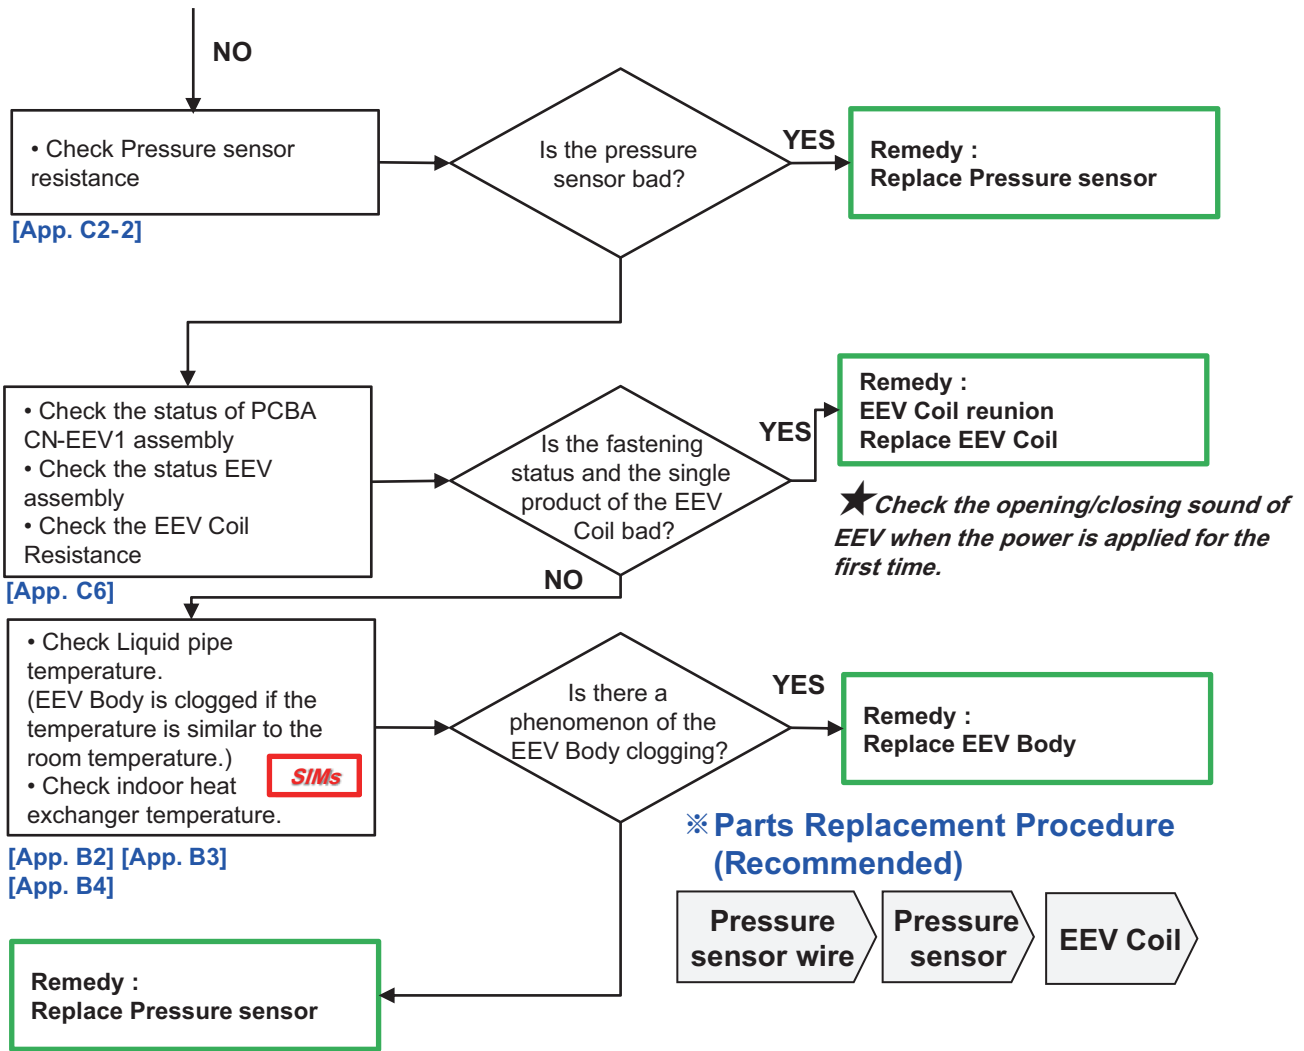 NO
• Check Pressure sensor
resistance
[App. C2-2]
Is the pressure
sensor bad?
YES
Remedy :
Replace Pressure sensor
• Check the status of PCBA
CN-EEV1 assembly
• Check the status EEV
assembly
• Check the EEV Coil
Resistance
[App. C6]
Is the fastening
status and the single
product of the EEV
Coil bad?
YES
Remedy :
EEV Coil reunion
Replace EEV Coil
★Check the opening/closing sound of
EEV when the power is applied for the
first time.
NO
• Check Liquid pipe
temperature.
(EEV Body is clogged if the
temperature is similar to the
room temperature.)
SIMs
• Check indoor heat
exchanger temperature.
[App. B2] [App. B3]
[App. B4]
Is there a
phenomenon of the
EEV Body clogging?
YES
Remedy :
Replace EEV Body
※Parts Replacement Procedure
(Recommended)
Pressure
sensor wire
Pressure
sensor
EEV Coil
Remedy :
Replace Pressure sensor